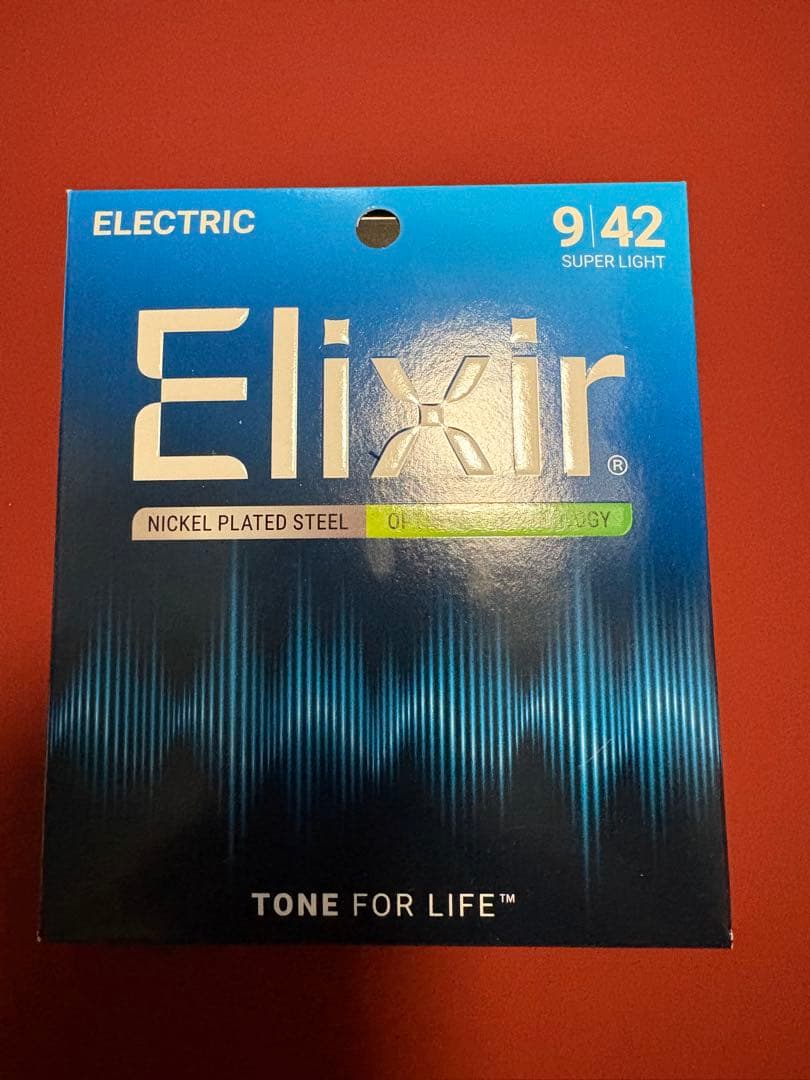 ELECTRIC
9|42
SUPER LIGHT
Elixir®
NICKEL PLATED STEEL
TONE FOR LIFE™